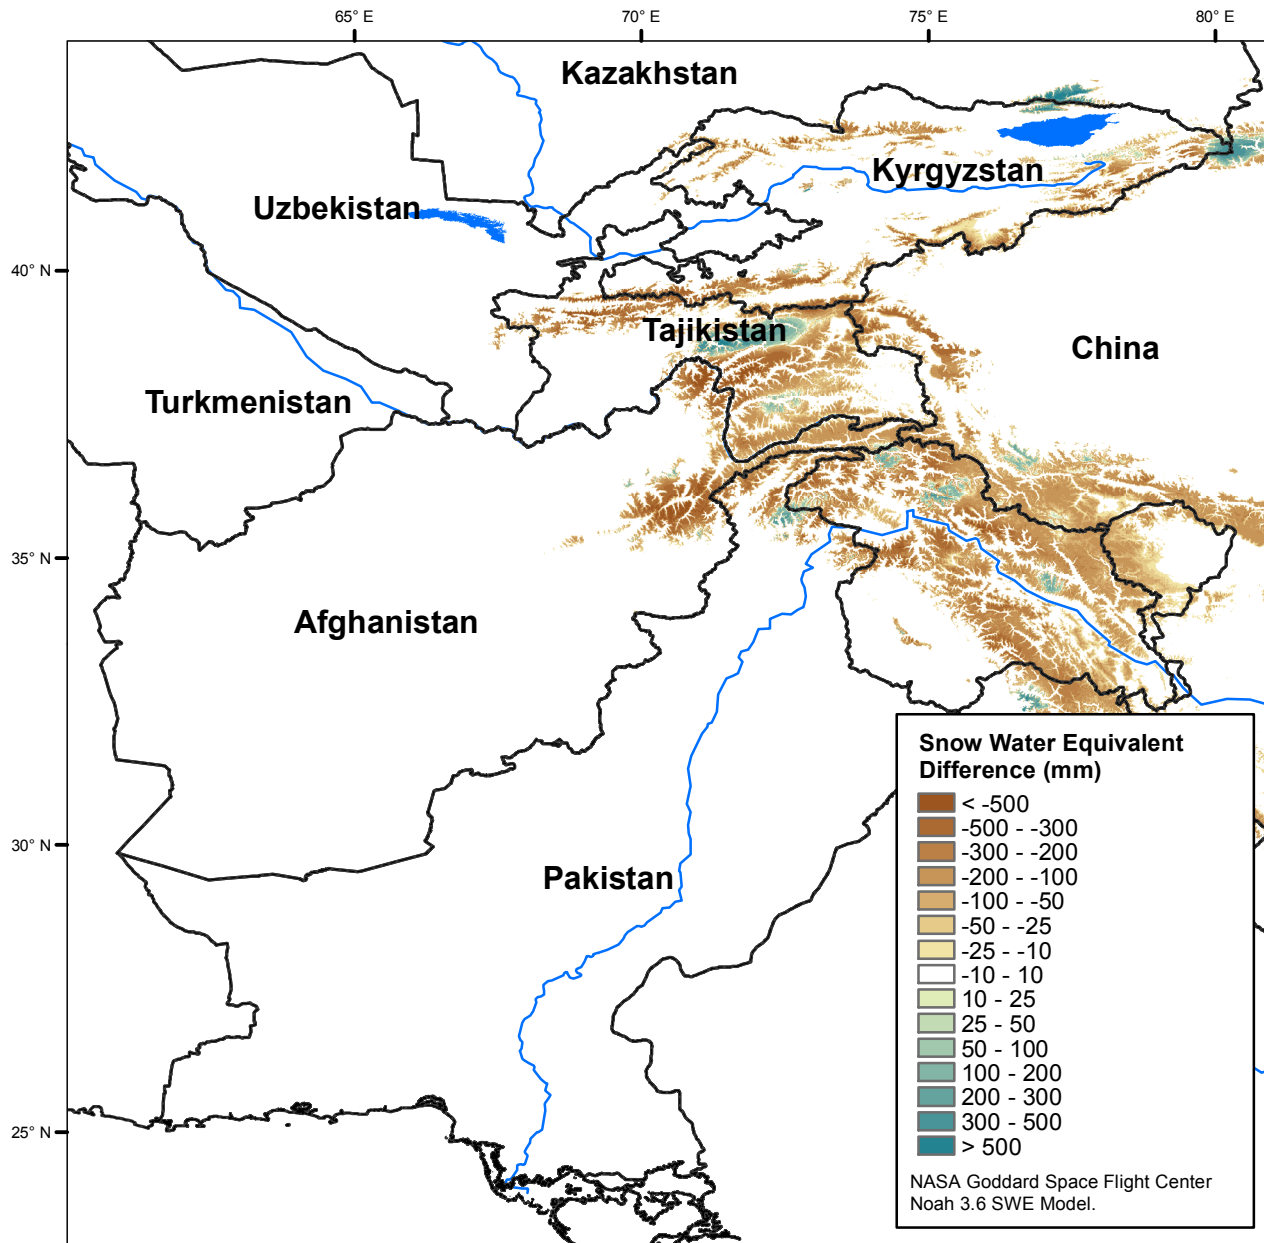 65° E
70° E
75° E
80° E
Kazakhstan
Kyrgyzstan
Uzbekistan
40° N
Tajikistan
China
Turkmenistan
35° N
Afghanistan
30° N
Pakistan
25° N
Snow Water Equivalent
Difference (mm)
< -500
-500 - -300
-300 - -200
-200 - -100
-100 - -50
-50 - -25
-25 - -10
-10 - 10
10 - 25
25 - 50
50 - 100
100 - 200
200 - 300
300 - 500
> 500
NASA Goddard Space Flight Center
Noah 3.6 SWE Model.